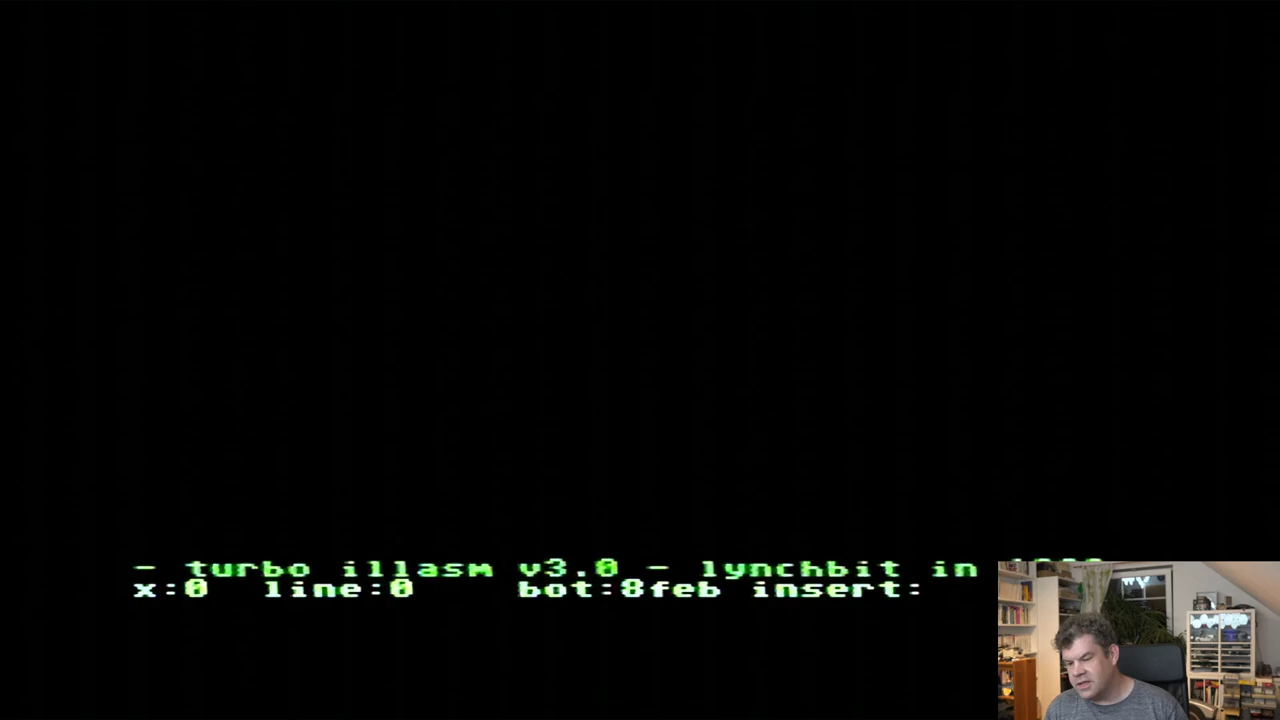 - turbo illasm v3.0 - lynchbit in
x:0 line:0 bot:8feb insert: